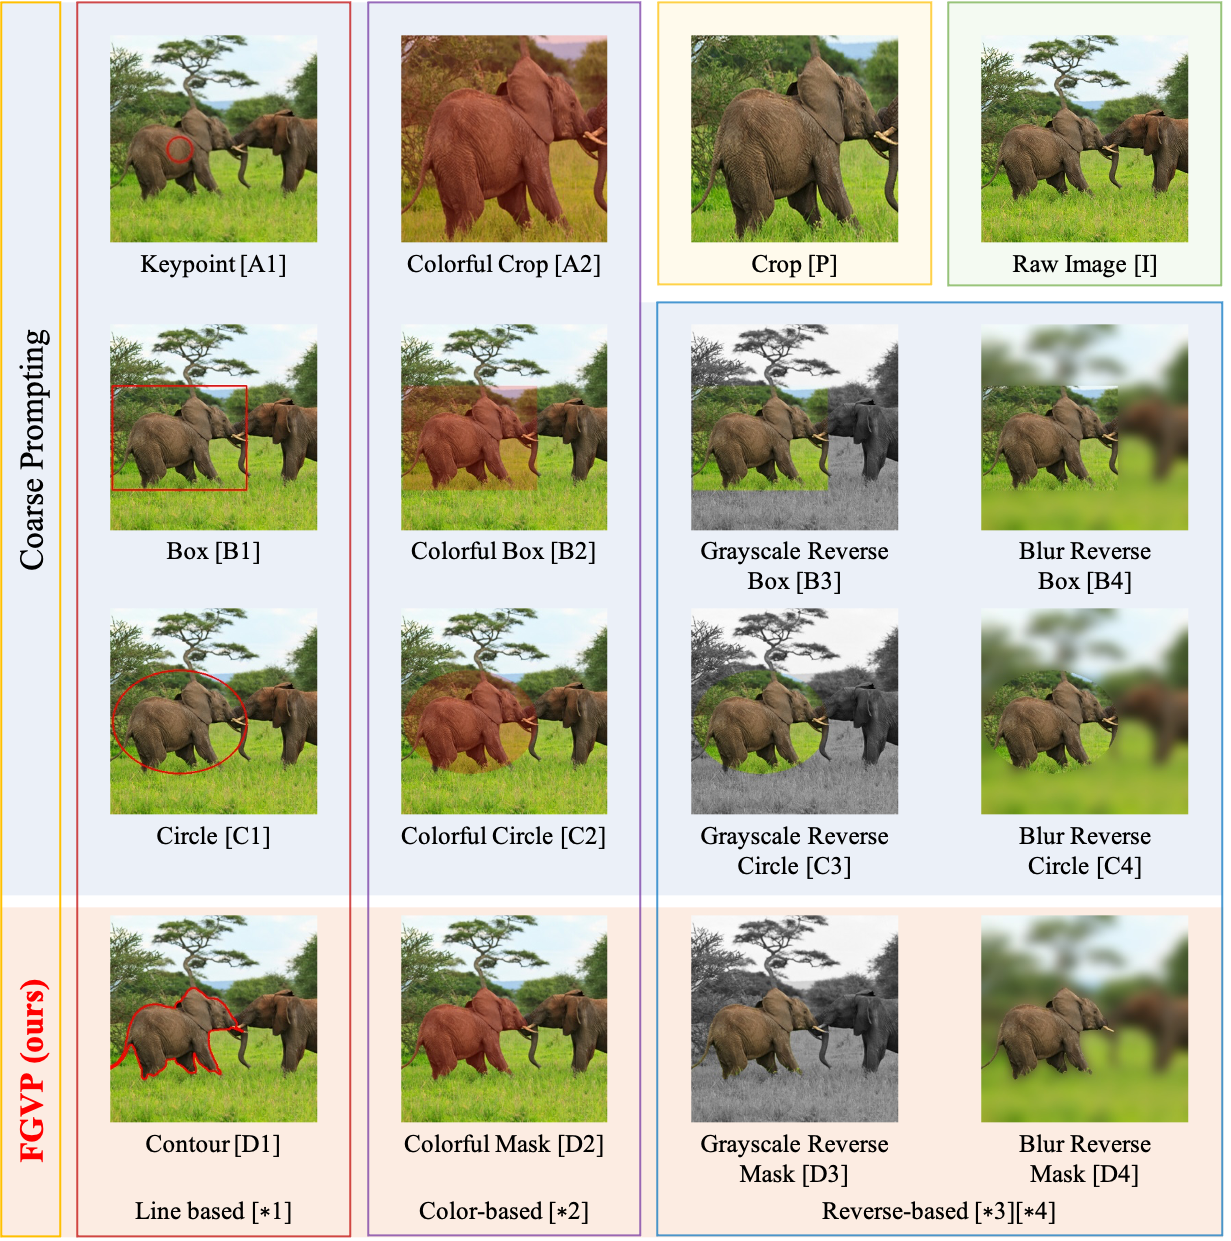 Coarse Prompting
Keypoint [A1]
Colorful Crop [A2]
Crop [P]
Raw Image [I]
Box [B1]
Colorful Box [B2]
Grayscale Reverse
Box [B3]
Blur Reverse
Box [B4]
Circle [C1]
Colorful Circle [C2]
Grayscale Reverse
Circle [C3]
Blur Reverse
Circle [C4]
FGVP (ours)
Contour [D1]
Colorful Mask [D2]
Grayscale Reverse
Mask [D3]
Blur Reverse
Mask [D4]
Line based [*1]
Color-based [*2]
Reverse-based [*3][*4]